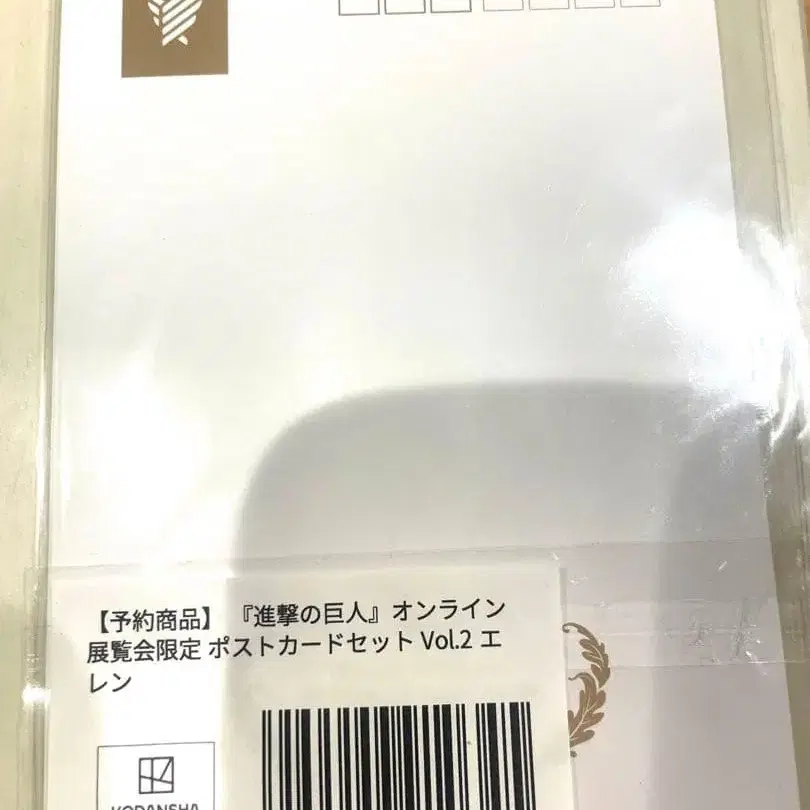 【予約商品】 『進撃の巨人』オンライン
展覧会限定 ポストカードセット Vol.2 エ
レン
KODANSHA